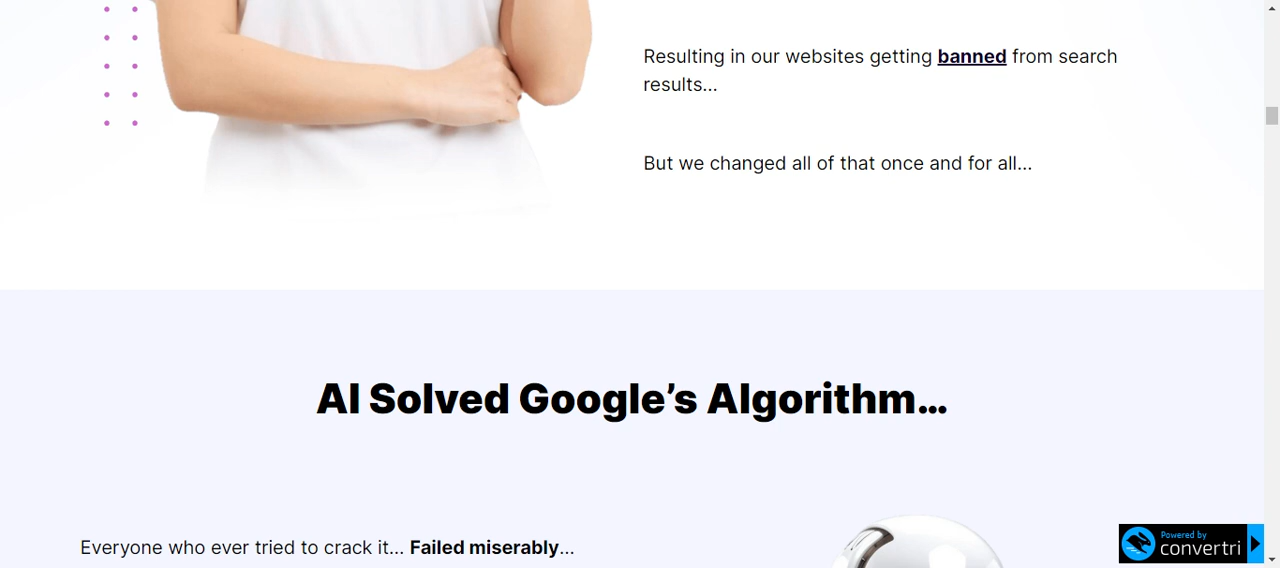 Resulting in our websites getting banned from search
results...
But we changed all of that once and for all...
AI Solved Google’s Algorithm...
Everyone who ever tried to crack it... Failed miserably...
Powered by
convertri